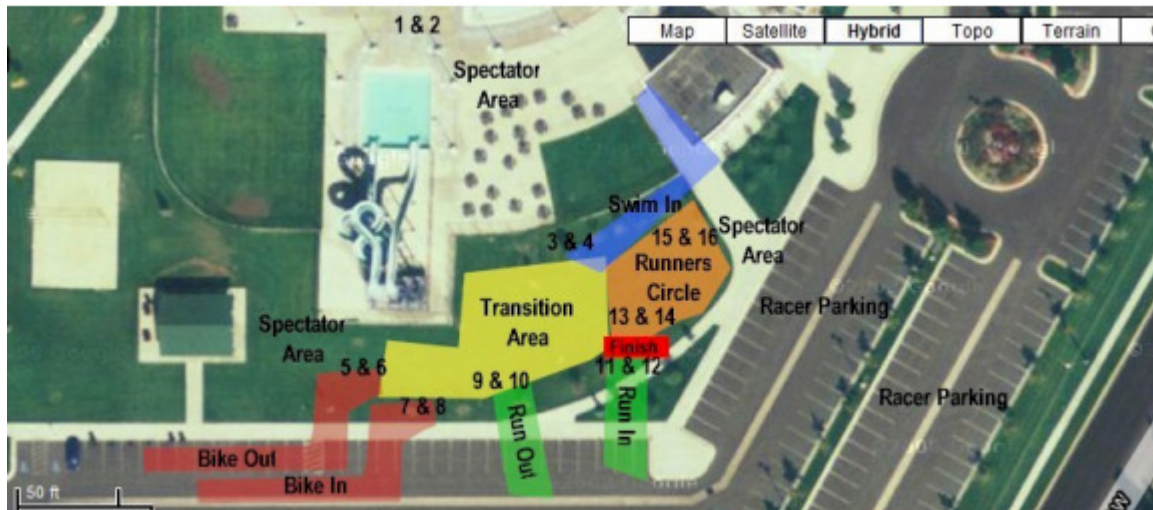 1 & 2
Map
Satellite
Hybrid
Topo
Terrain
Spectator
Area
Swim In
3 & 4
15 & 16
Spectator
Area
Runners
Circle
Transition
Area
13 & 14
Racer Parking
Spectator
Area
Finish
5 & 6
9 & 10
11 & 12
Racer Parking
7 & 8
Run Out
Run In
Bike Out
Bike In
50 ft
W